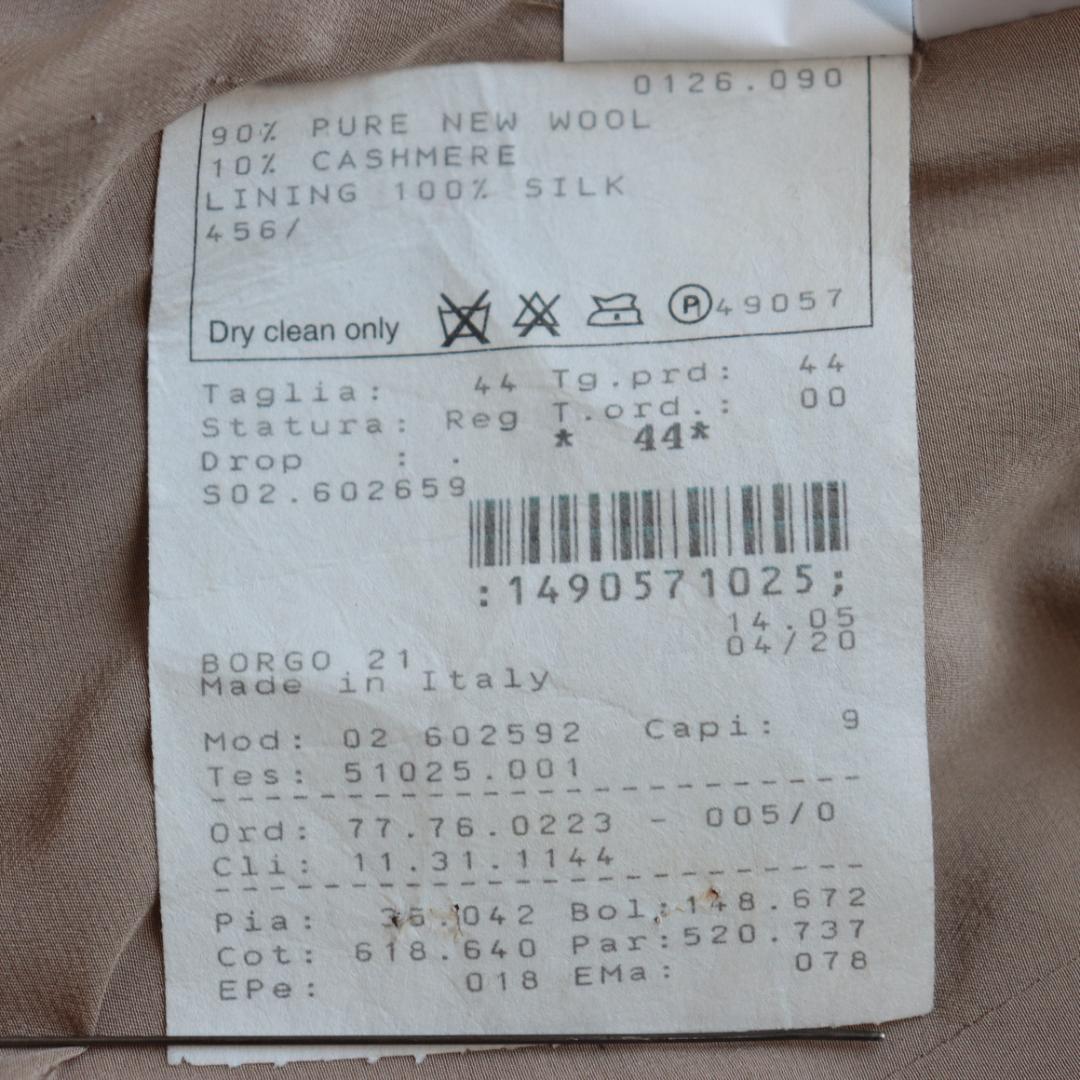 0126.090
90% PURE NEW WOOL
10% CASHMERE
LINING 100% SILK
456/
Dry clean only P 49057
Taglia: 44 Tg.prd: 44
Statura: Reg T.ord.: 00
Drop : . * 44*
S02.602659
:1490571025;
14.05
04/20
BORGO 21
Made in Italy
Mod: 02 602592 Capi: 9
Tes: 51025.001
Ord: 77.76.0223 - 005/0
Cli: 11.31.1144
Pia: 042 Bol: 148.672
Cot: 618.640 Par: 520.737
EPe: 018 EMa: 078